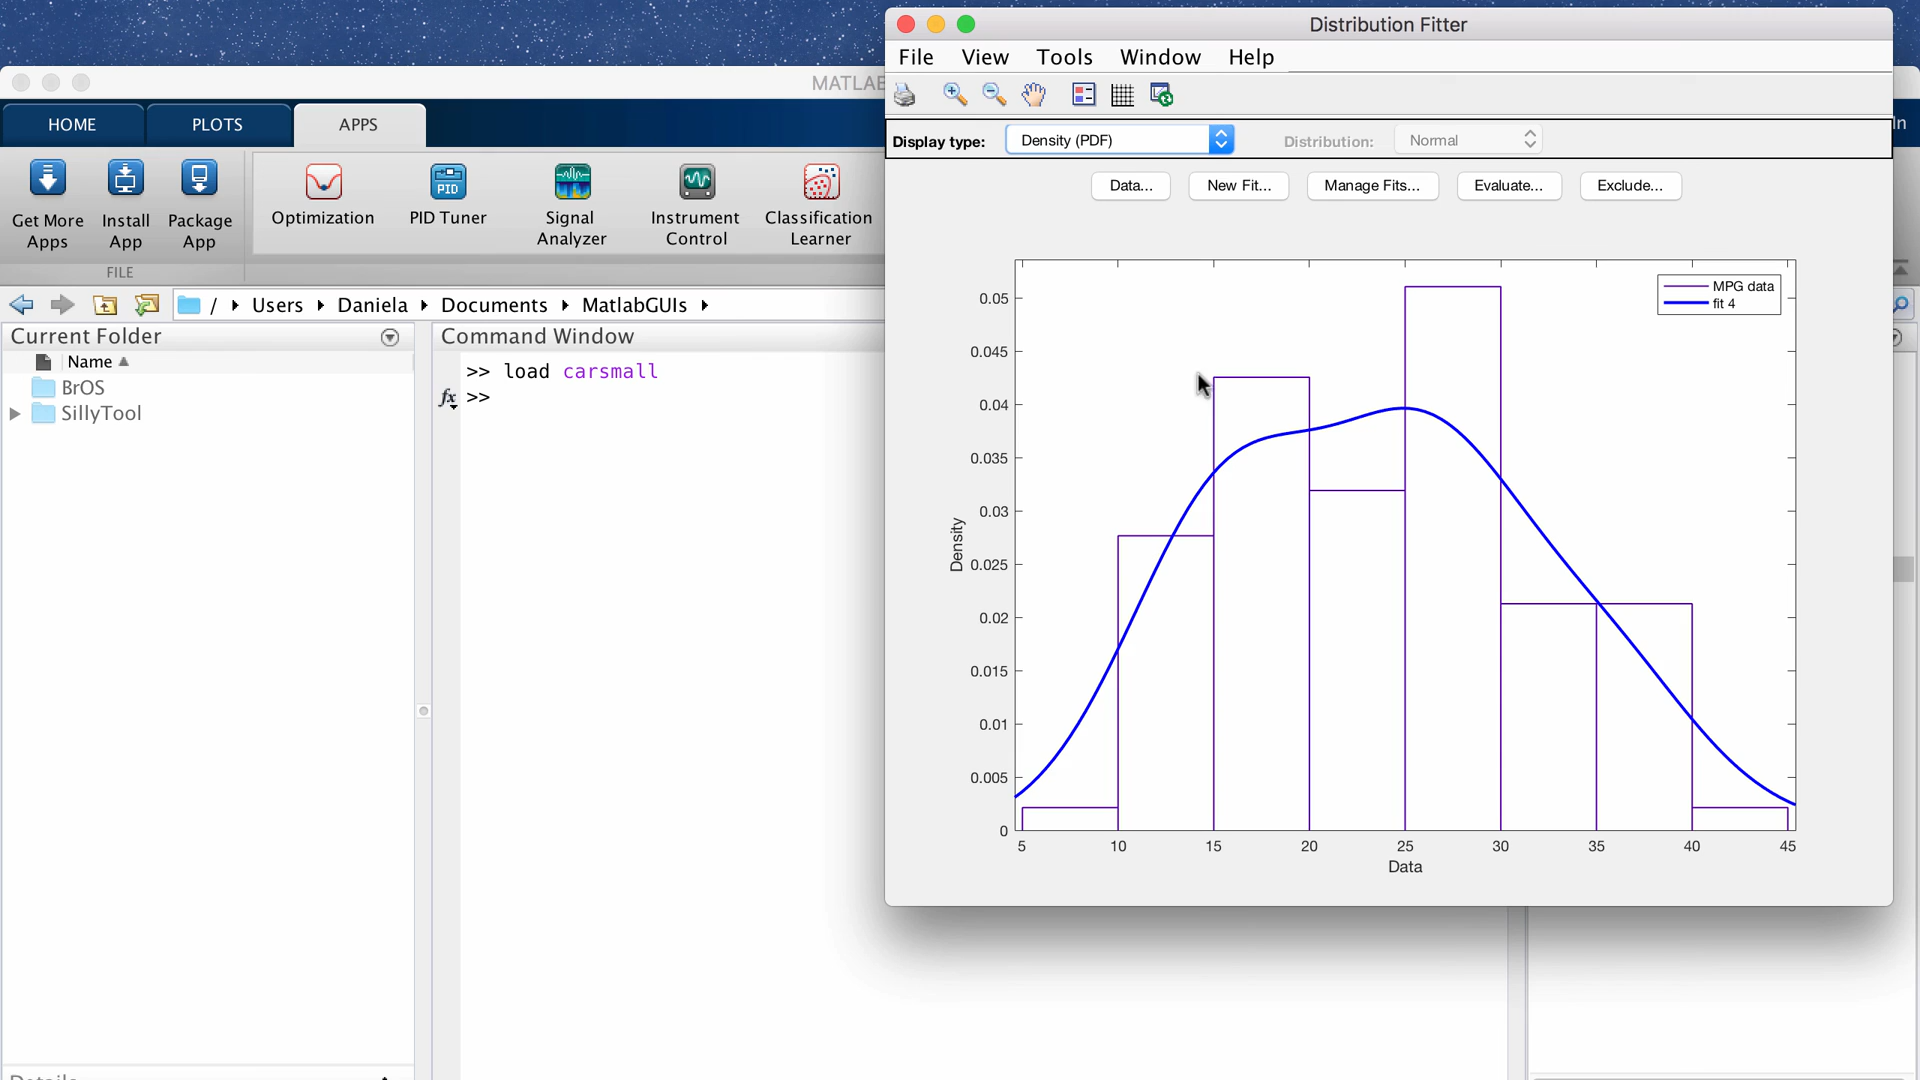 Distribution Fitter
File View Tools Window Help
Display type: Density (PDF) Distribution: Normal
Data... New Fit... Manage Fits... Evaluate... Exclude...
MPG data
fit 4
0.05
0.045
0.04
0.035
0.03
0.025
0.02
0.015
0.01
0.005
0
Density
5 10 15 20 25 30 35 40 45
Data
HOME PLOTS APPS
Get More Apps
Install App
Package App
FILE
Optimization
PID Tuner
PID
Signal Analyzer
Instrument Control
Classification Learner
/ Users Daniela Documents MatlabGUIs
Current Folder
Name
BrOS
SillyTool
Command Window
>> load carsmall
fx >>